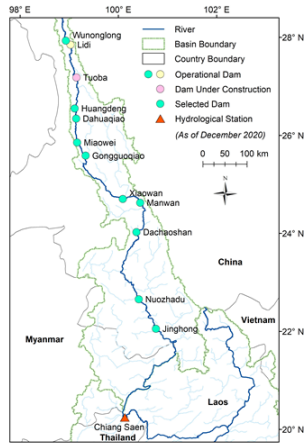 100° E
102° E
Wunonglong
Lidi
Tuoba
Huangdeng
Dahuaqiao
Miaowei
Gongguoqiao
Xiaowan
Manwan
Dachaoshan
Nuozhadu
Jinghong
Chiang Saen
Thailand
Myanmar
China
Vietnam
Laos
River
Basin Boundary
Country Boundary
Operational Dam
Dam Under Construction
Selected Dam
Hydrological Station
(As of December 2020)
0 50 100 km
N
28° N
26° N
24° N
22° N
20° N